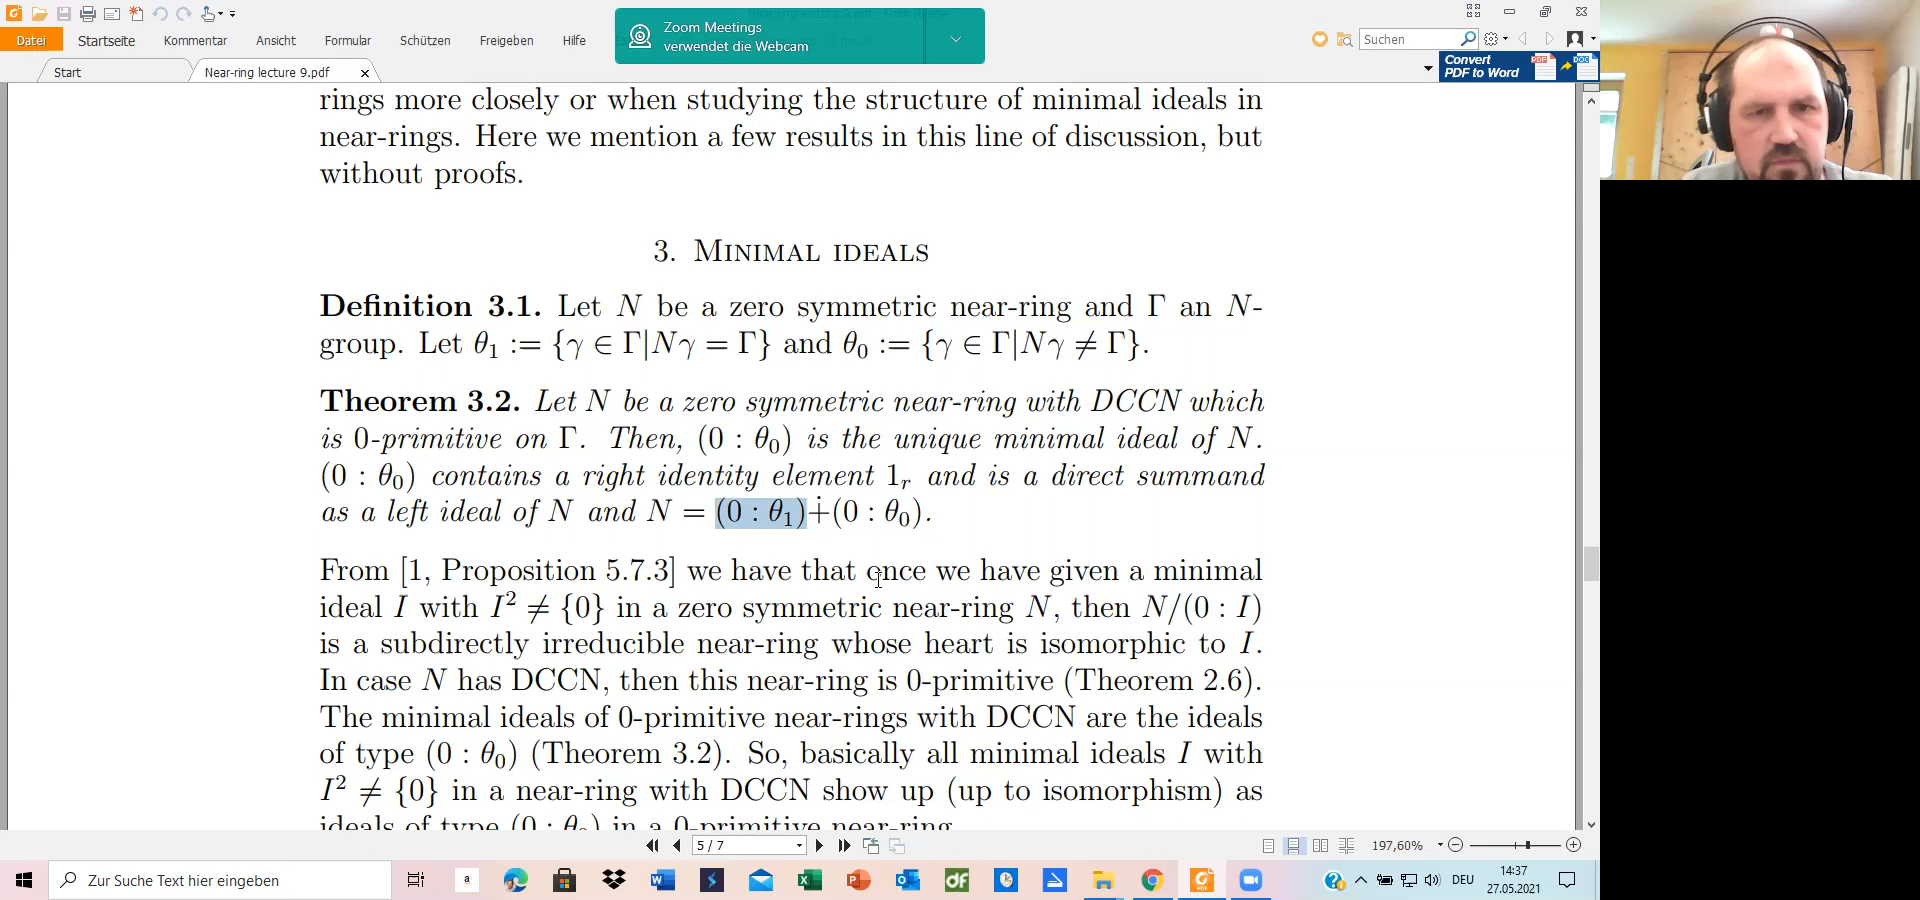 Zoom Meetings
verwendet die Webcam
Datei Startseite Kommentar Ansicht Formular Schützen Freigeben Hilfe
Suchen
Start Near-ring lecture 9.pdf
Convert
PDF to Word
rings more closely or when studying the structure of minimal ideals in
near-rings. Here we mention a few results in this line of discussion, but
without proofs.
3. Minimal ideals
Definition 3.1. Let N be a zero symmetric near-ring and Γ an N-
group. Let θ₁ := {γ ∈ Γ|Nγ = Γ} and θ₀ := {γ ∈ Γ|Nγ ≠ Γ}.
Theorem 3.2. Let N be a zero symmetric near-ring with DCCN which
is 0-primitive on Γ. Then, (0 : θ₀) is the unique minimal ideal of N.
(0 : θ₀) contains a right identity element 1ᵣ and is a direct summand
as a left ideal of N and N = (0 : θ₁)∔(0 : θ₀).
From [1, Proposition 5.7.3] we have that once we have given a minimal
ideal I with I² ≠ {0} in a zero symmetric near-ring N, then N/(0 : I)
is a subdirectly irreducible near-ring whose heart is isomorphic to I.
In case N has DCCN, then this near-ring is 0-primitive (Theorem 2.6).
The minimal ideals of 0-primitive near-rings with DCCN are the ideals
of type (0 : θ₀) (Theorem 3.2). So, basically all minimal ideals I with
I² ≠ {0} in a near-ring with DCCN show up (up to isomorphism) as
ideals of type (0 : θ₀) in a 0-primitive near-ring.
5 / 7
197,60%
Zur Suche Text hier eingeben
DEU
14:37
27.05.2021